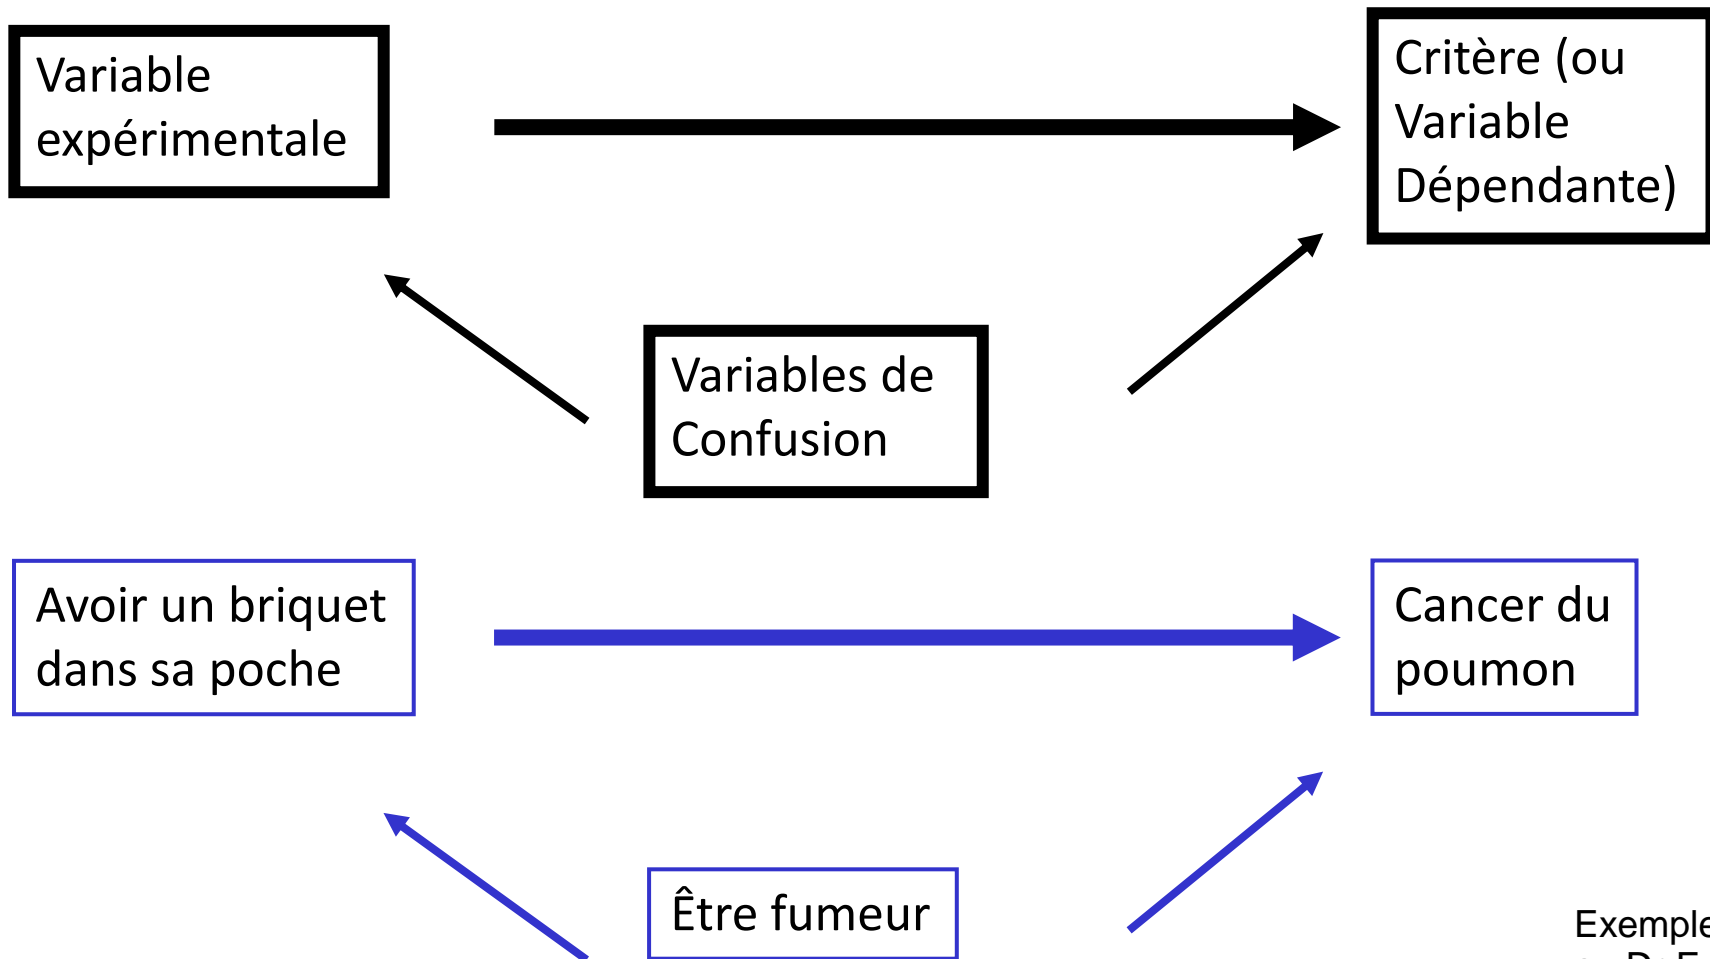 Variable
expérimentale
Critère (ou
Variable
Dépendante)
Variables de
Confusion
Avoir un briquet
dans sa poche
Cancer du
poumon
Être fumeur
Exemple